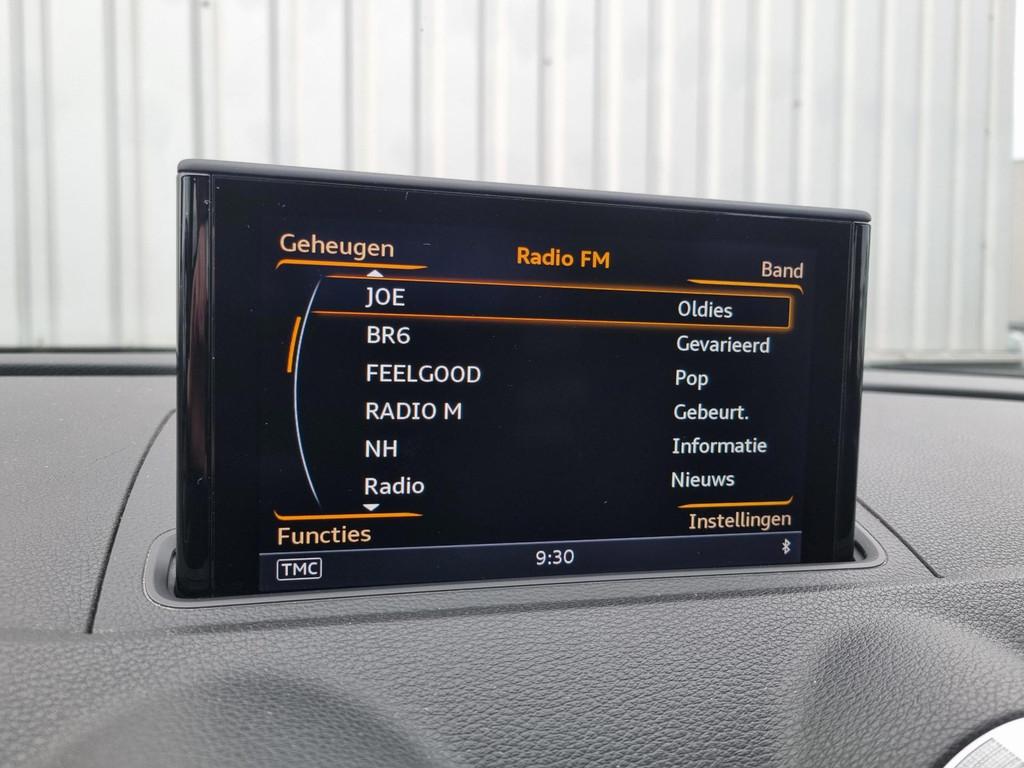 Geheugen Radio FM Band
JOE Oldies
BR6 Gevarieerd
FEELGOOD Pop
RADIO M Gebeurt.
NH Informatie
Radio Nieuws
Functies Instellingen
TMC 9:30